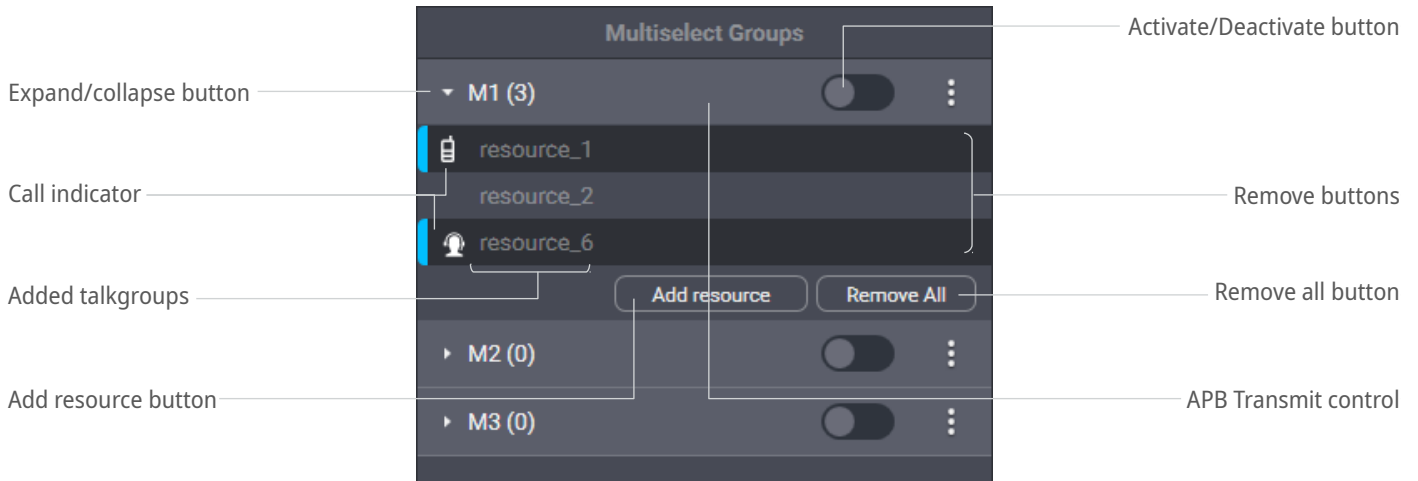 Multiselect Groups
Activate/Deactivate button
Expand/collapse button
M1 (3)
resource_1
Call indicator
resource_2
Remove buttons
resource_6
Added talkgroups
Add resource
Remove All
Remove all button
M2 (0)
Add resource button
APB Transmit control
M3 (0)